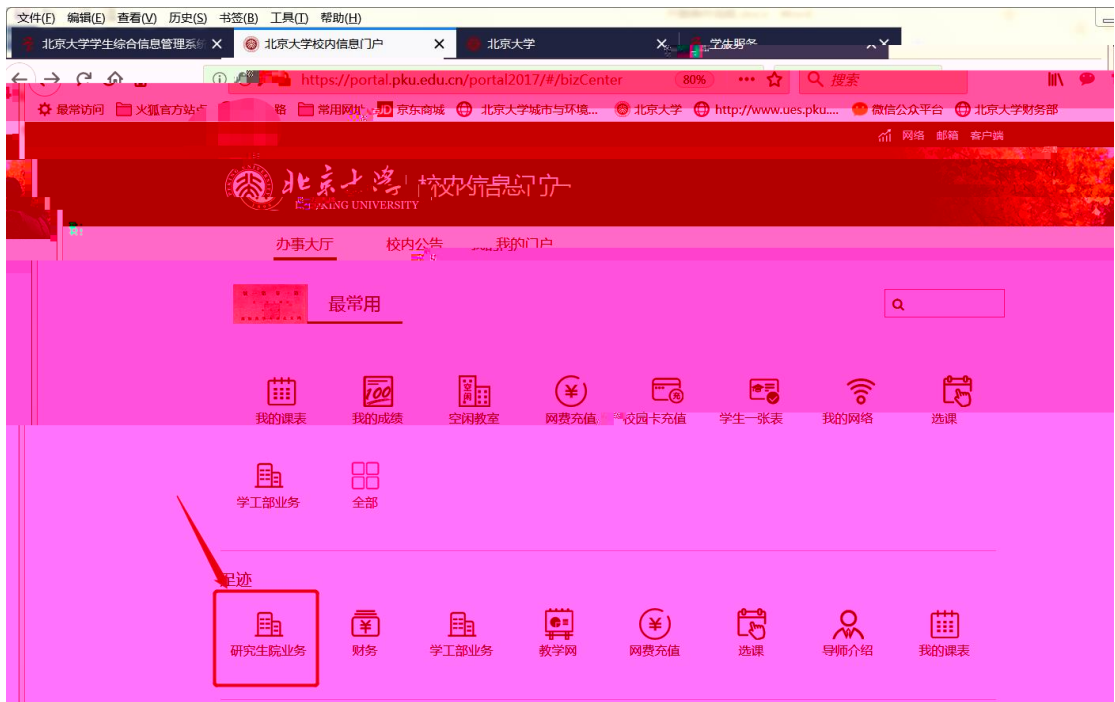 文件(F) 编辑(E) 查看(V) 历史(S) 书签(B) 工具(T) 帮助(H)
北京大学学生综合信息管理系统 × 北京大学校内信息门户 × 北京大学 ×
https://portal.pku.edu.cn/portal2017/#/bizCenter 80% 搜索
最常访问 火狐官方站点 常用网址 JD 京东商城 北京大学城市与环境... 北京大学 http://www.ues.pku.... 微信公众平台 北京大学财务部
网络 邮箱 客户端
北京大学 校内信息门户
PEKING UNIVERSITY
办事大厅 校内公告 我的门户
最常用
我的课表 我的成绩 空闲教室 网费充值 校园卡充值 学生一张表 我的网络 选课
学工部业务 全部
足迹
研究生院业务 财务 学工部业务 教学网 网费充值 选课 导师介绍 我的课表